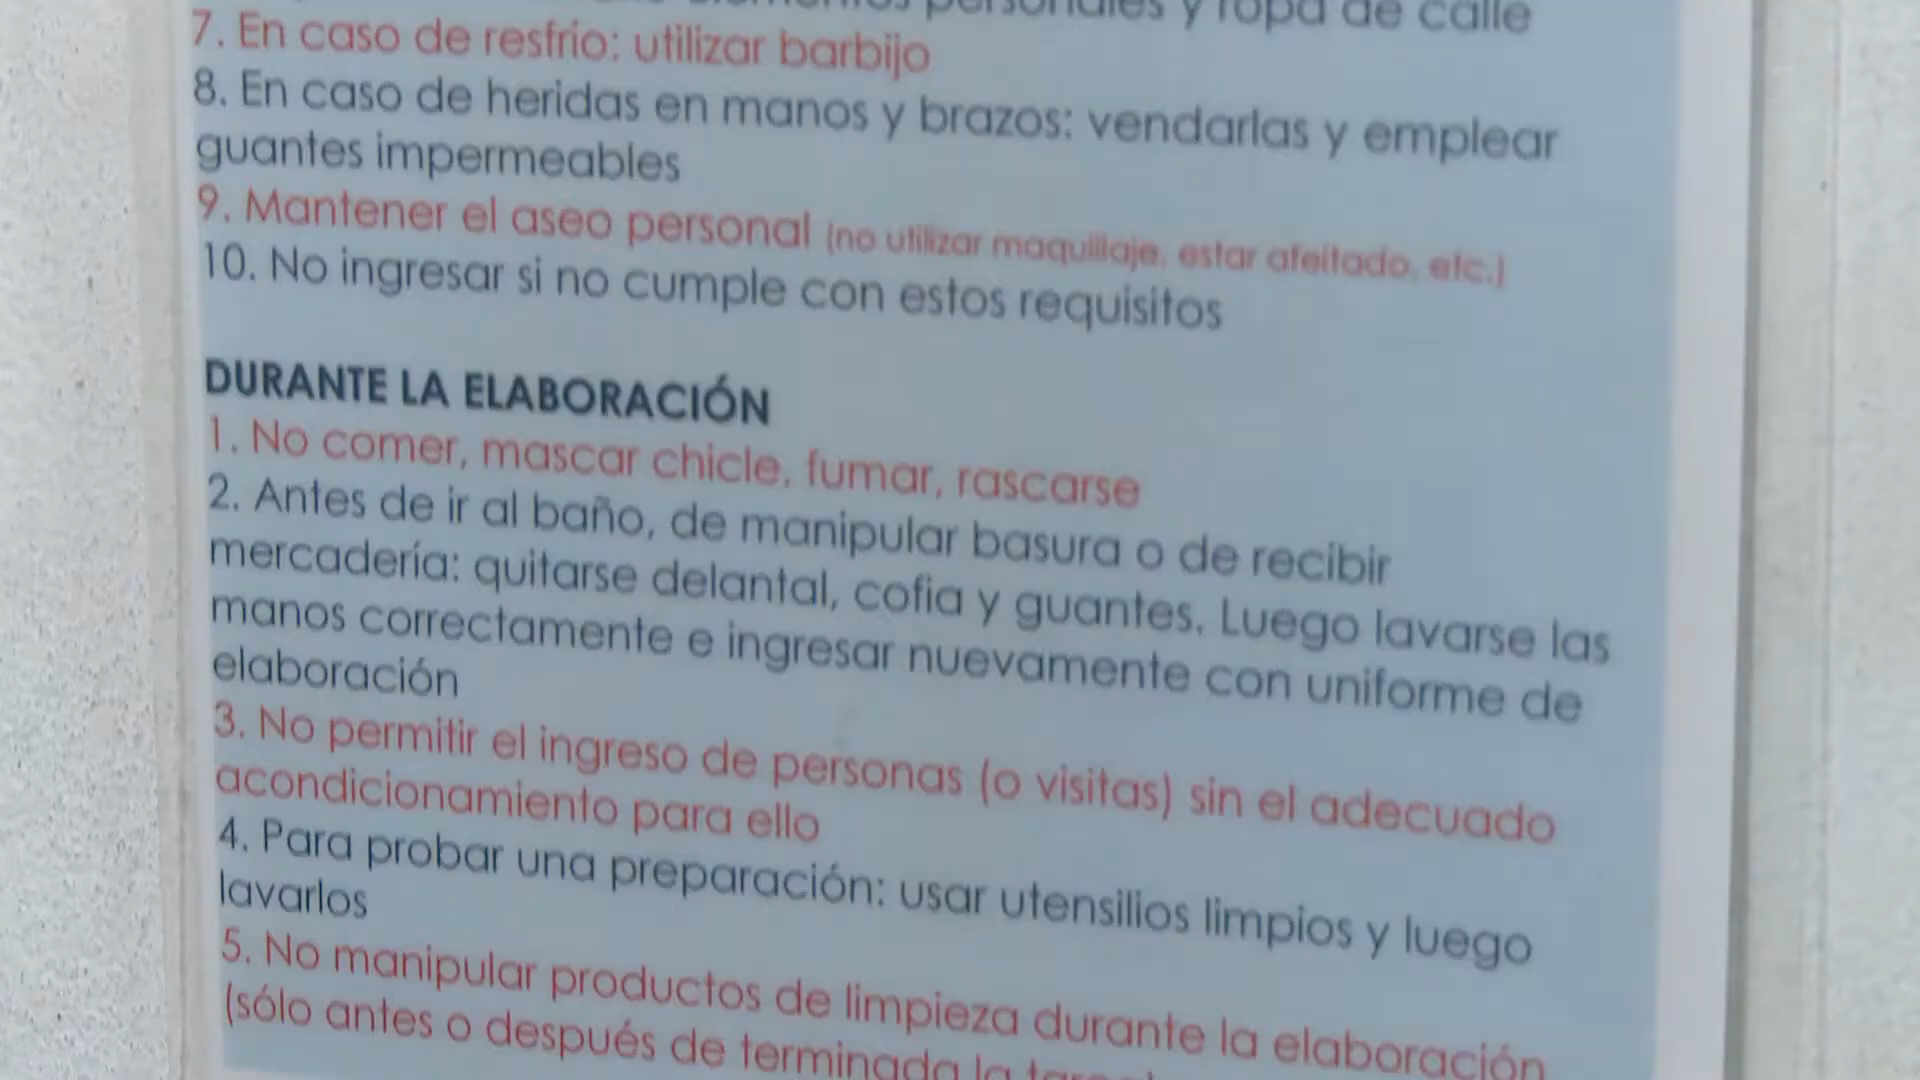 personales y ropa de calle
7. En caso de resfrío: utilizar barbijo
8. En caso de heridas en manos y brazos: vendarlas y emplear
guantes impermeables
9. Mantener el aseo personal (no utilizar maquillaje, estar afeitado, etc.)
10. No ingresar si no cumple con estos requisitos
DURANTE LA ELABORACIÓN
1. No comer, mascar chicle, fumar, rascarse
2. Antes de ir al baño, de manipular basura o de recibir
mercadería: quitarse delantal, cofia y guantes. Luego lavarse las
manos correctamente e ingresar nuevamente con uniforme de
elaboración
3. No permitir el ingreso de personas (o visitas) sin el adecuado
acondicionamiento para ello
4. Para probar una preparación: usar utensilios limpios y luego
lavarlos
5. No manipular productos de limpieza durante la elaboración
(sólo antes o después de terminada la